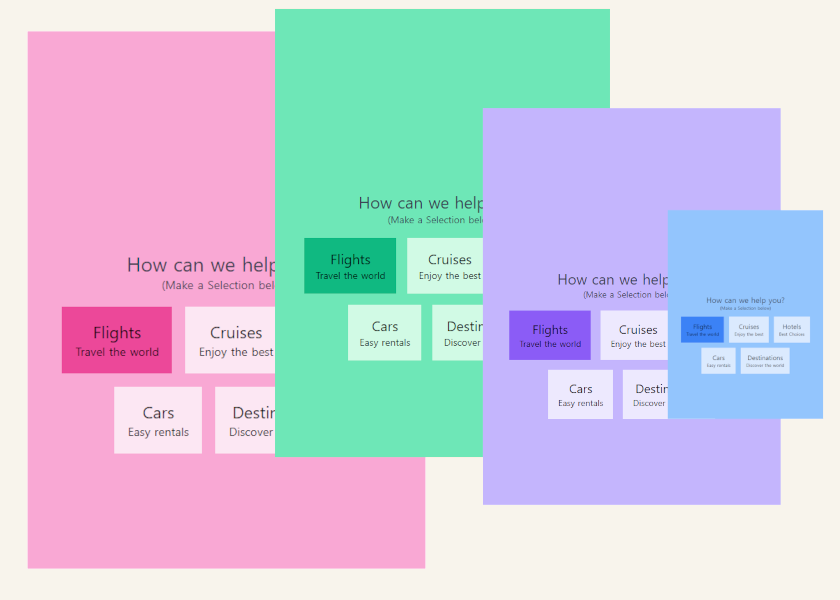 How can we help
(Make a Selection bel
Flights
Travel the world
Cruises
Enjoy the best
Cars
Easy rentals
Destin
Discover
How can we help
(Make a Selection belo
Flights
Travel the world
Cruises
Enjoy the best
Cars
Easy rentals
Destin
Discover
How can we help
(Make a Selection belo
Flights
Travel the world
Cruises
Enjoy the best
Cars
Easy rentals
Destin
Discover
How can we help you?
(Make a Selection below)
Flights
Travel the world
Cruises
Enjoy the best
Hotels
Best Choices
Cars
Easy rentals
Destinations
Discover the world